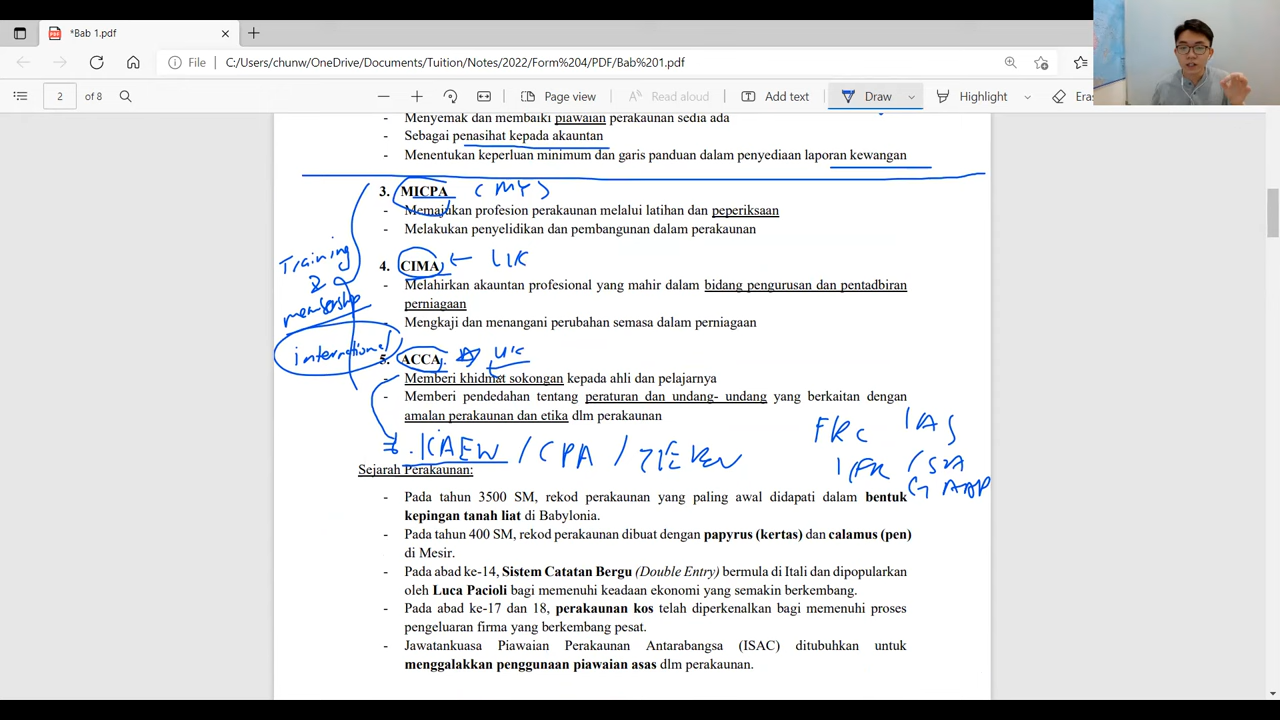 *Bab 1.pdf
File C:/Users/chunw/OneDrive/Documents/Tuition/Notes/2022/Form%204/PDF/Bab%201.pdf
2 of 8 Page view Read aloud Add text Draw Highlight Eras
- Menyemak dan membaiki piawaian perakaunan sedia ada
- Sebagai penasihat kepada akauntan
- Menentukan keperluan minimum dan garis panduan dalam penyediaan laporan kewangan
3. MICPA (MY)
- Memajukan profesion perakaunan melalui latihan dan peperiksaan
- Melakukan penyelidikan dan pembangunan dalam perakaunan
Training
&
membership
international
4. CIMA ← UK
- Melahirkan akauntan profesional yang mahir dalam bidang pengurusan dan pentadbiran
perniagaan
- Mengkaji dan menangani perubahan semasa dalam perniagaan
5. ACCA UK
- Memberi khidmat sokongan kepada ahli dan pelajarnya
- Memberi pendedahan tentang peraturan dan undang- undang yang berkaitan dengan
amalan perakaunan dan etika dlm perakaunan
FRC IAS
ICAEW / CPA /
GAAP
Sejarah Perakaunan:
- Pada tahun 3500 SM, rekod perakaunan yang paling awal didapati dalam bentuk
kepingan tanah liat di Babylonia.
- Pada tahun 400 SM, rekod perakaunan dibuat dengan papyrus (kertas) dan calamus (pen)
di Mesir.
- Pada abad ke-14, Sistem Catatan Bergu (Double Entry) bermula di Itali dan dipopularkan
oleh Luca Pacioli bagi memenuhi keadaan ekonomi yang semakin berkembang.
- Pada abad ke-17 dan 18, perakaunan kos telah diperkenalkan bagi memenuhi proses
pengeluaran firma yang berkembang pesat.
- Jawatankuasa Piawaian Perakaunan Antarabangsa (ISAC) ditubuhkan untuk
menggalakkan penggunaan piawaian asas dlm perakaunan.